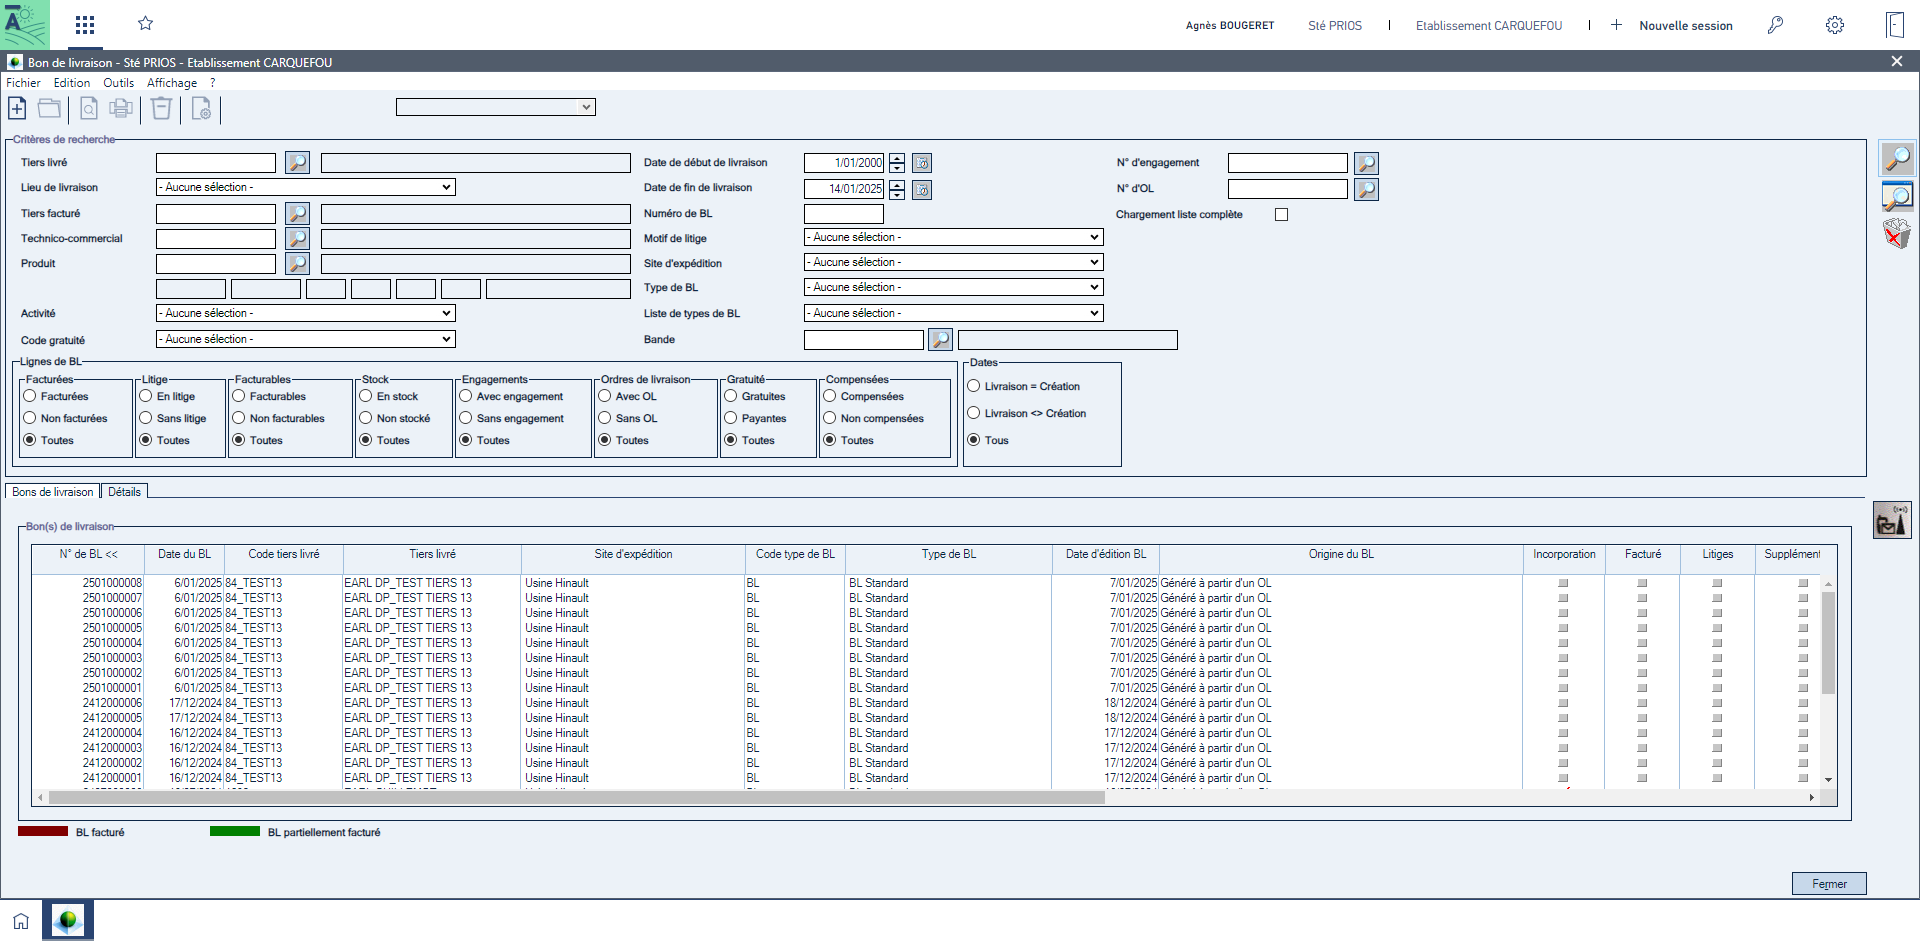 Agnès BOUGERET Sté PRIOS Etablissement CARQUEFOU Nouvelle session
Bon de livraison - Sté PRIOS - Etablissement CARQUEFOU
Fichier Edition Outils Affichage ?
Critères de recherche
Tiers livré Date de début de livraison 1/01/2000 N° d'engagement
Lieu de livraison - Aucune sélection - Date de fin de livraison 14/01/2025 N° d'OL
Tiers facturé Numéro de BL Chargement liste complète
Technico-commercial Motif de litige - Aucune sélection -
Produit Site d'expédition - Aucune sélection -
Type de BL - Aucune sélection -
Activité - Aucune sélection - Liste de types de BL - Aucune sélection -
Code gratuité - Aucune sélection - Bande
Lignes de BL Dates
Facturées Litige Facturables Stock Engagements Ordres de livraison Gratuité Compensées
Facturées En litige Facturables En stock Avec engagement Avec OL Gratuites Compensées Livraison = Création
Non facturées Sans litige Non facturables Non stocké Sans engagement Sans OL Payantes Non compensées Livraison <> Création
Toutes Toutes Toutes Toutes Toutes Toutes Toutes Toutes Tous
Bons de livraison Détails
Bon(s) de livraison
N° de BL << Date du BL Code tiers livré Tiers livré Site d'expédition Code type de BL Type de BL Date d'édition BL Origine du BL Incorporation Facturé Litiges Supplément
2501000008 6/01/2025 84_TEST13 EARL DP_TEST TIERS 13 Usine Hinault BL BL Standard 7/01/2025 Généré à partir d'un OL
2501000007 6/01/2025 84_TEST13 EARL DP_TEST TIERS 13 Usine Hinault BL BL Standard 7/01/2025 Généré à partir d'un OL
2501000006 6/01/2025 84_TEST13 EARL DP_TEST TIERS 13 Usine Hinault BL BL Standard 7/01/2025 Généré à partir d'un OL
2501000005 6/01/2025 84_TEST13 EARL DP_TEST TIERS 13 Usine Hinault BL BL Standard 7/01/2025 Généré à partir d'un OL
2501000004 6/01/2025 84_TEST13 EARL DP_TEST TIERS 13 Usine Hinault BL BL Standard 7/01/2025 Généré à partir d'un OL
2501000003 6/01/2025 84_TEST13 EARL DP_TEST TIERS 13 Usine Hinault BL BL Standard 7/01/2025 Généré à partir d'un OL
2501000002 6/01/2025 84_TEST13 EARL DP_TEST TIERS 13 Usine Hinault BL BL Standard 7/01/2025 Généré à partir d'un OL
2501000001 6/01/2025 84_TEST13 EARL DP_TEST TIERS 13 Usine Hinault BL BL Standard 7/01/2025 Généré à partir d'un OL
2412000006 17/12/2024 84_TEST13 EARL DP_TEST TIERS 13 Usine Hinault BL BL Standard 18/12/2024 Généré à partir d'un OL
2412000005 17/12/2024 84_TEST13 EARL DP_TEST TIERS 13 Usine Hinault BL BL Standard 18/12/2024 Généré à partir d'un OL
2412000004 16/12/2024 84_TEST13 EARL DP_TEST TIERS 13 Usine Hinault BL BL Standard 17/12/2024 Généré à partir d'un OL
2412000003 16/12/2024 84_TEST13 EARL DP_TEST TIERS 13 Usine Hinault BL BL Standard 17/12/2024 Généré à partir d'un OL
2412000002 16/12/2024 84_TEST13 EARL DP_TEST TIERS 13 Usine Hinault BL BL Standard 17/12/2024 Généré à partir d'un OL
2412000001 16/12/2024 84_TEST13 EARL DP_TEST TIERS 13 Usine Hinault BL BL Standard 17/12/2024 Généré à partir d'un OL
BL facturé BL partiellement facturé
Fermer